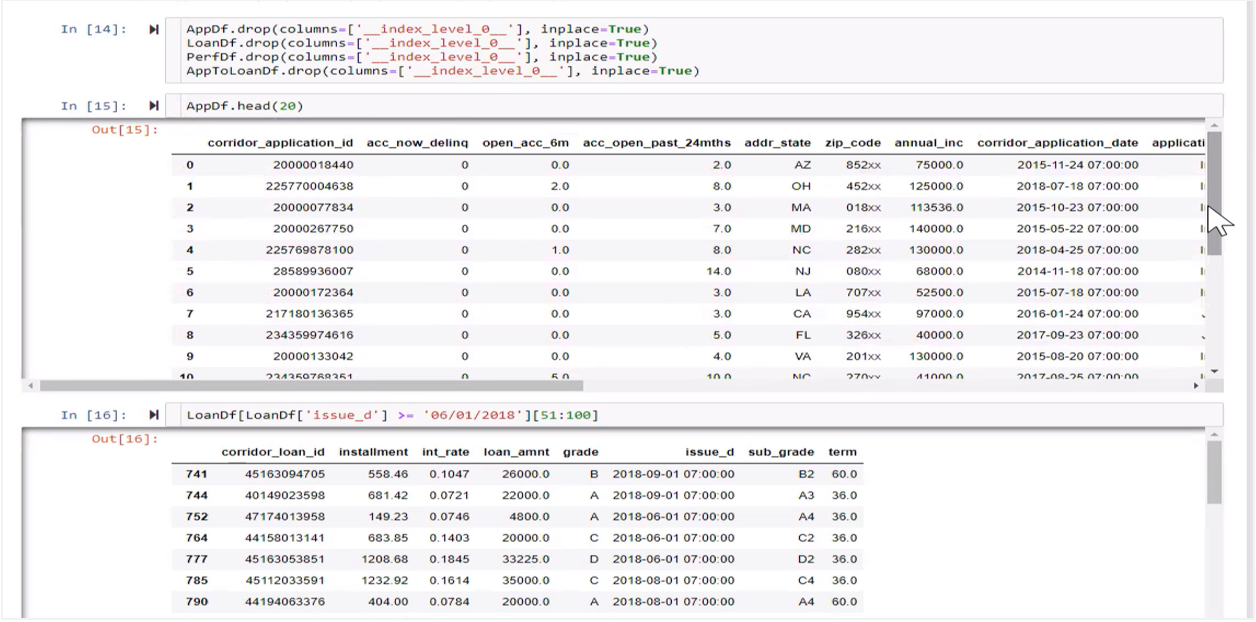 In [14]:
AppDf.drop(columns=['__index_level_0__'], inplace=True)
LoanDf.drop(columns=['__index_level_0__'], inplace=True)
PerfDf.drop(columns=['__index_level_0__'], inplace=True)
AppToLoanDf.drop(columns=['__index_level_0__'], inplace=True)
In [15]: AppDf.head(20)
Out[15]:
corridor_application_id acc_now_delinq open_acc_6m acc_open_past_24mths addr_state zip_code annual_inc corridor_application_date
0 20000018440 0 0.0 2.0 AZ 852xx 75000.0 2015-11-24 07:00:00
1 225770004638 0 2.0 8.0 OH 452xx 125000.0 2018-07-18 07:00:00
2 20000077834 0 0.0 3.0 MA 018xx 113536.0 2015-10-23 07:00:00
3 20000267750 0 0.0 7.0 MD 216xx 140000.0 2015-05-22 07:00:00
4 225769878100 0 1.0 8.0 NC 282xx 130000.0 2018-04-25 07:00:00
5 28589936007 0 0.0 14.0 NJ 080xx 68000.0 2014-11-18 07:00:00
6 20000172364 0 0.0 3.0 LA 707xx 52500.0 2015-07-18 07:00:00
7 217180136365 0 0.0 3.0 CA 954xx 97000.0 2016-01-24 07:00:00
8 234359974616 0 0.0 5.0 FL 326xx 40000.0 2017-09-23 07:00:00
9 20000133042 0 0.0 4.0 VA 201xx 130000.0 2015-08-20 07:00:00
10 234359768351 0 5.0 10.0 NC 270xx 41000.0 2017-08-25 07:00:00
In [16]: LoanDf[LoanDf['issue_d'] >= '06/01/2018'][51:100]
Out[16]:
corridor_loan_id installment int_rate loan_amnt grade issue_d sub_grade term
741 45163094705 558.46 0.1047 26000.0 B 2018-09-01 07:00:00 B2 60.0
744 40149023598 681.42 0.0721 22000.0 A 2018-09-01 07:00:00 A3 36.0
752 47174013958 149.23 0.0746 4800.0 A 2018-06-01 07:00:00 A4 36.0
764 44158013141 683.85 0.1403 20000.0 C 2018-06-01 07:00:00 C2 36.0
777 45163053851 1208.68 0.1845 33225.0 D 2018-06-01 07:00:00 D2 36.0
785 45112033591 1232.92 0.1614 35000.0 C 2018-08-01 07:00:00 C4 36.0
790 44194063376 404.00 0.0784 20000.0 A 2018-08-01 07:00:00 A4 60.0